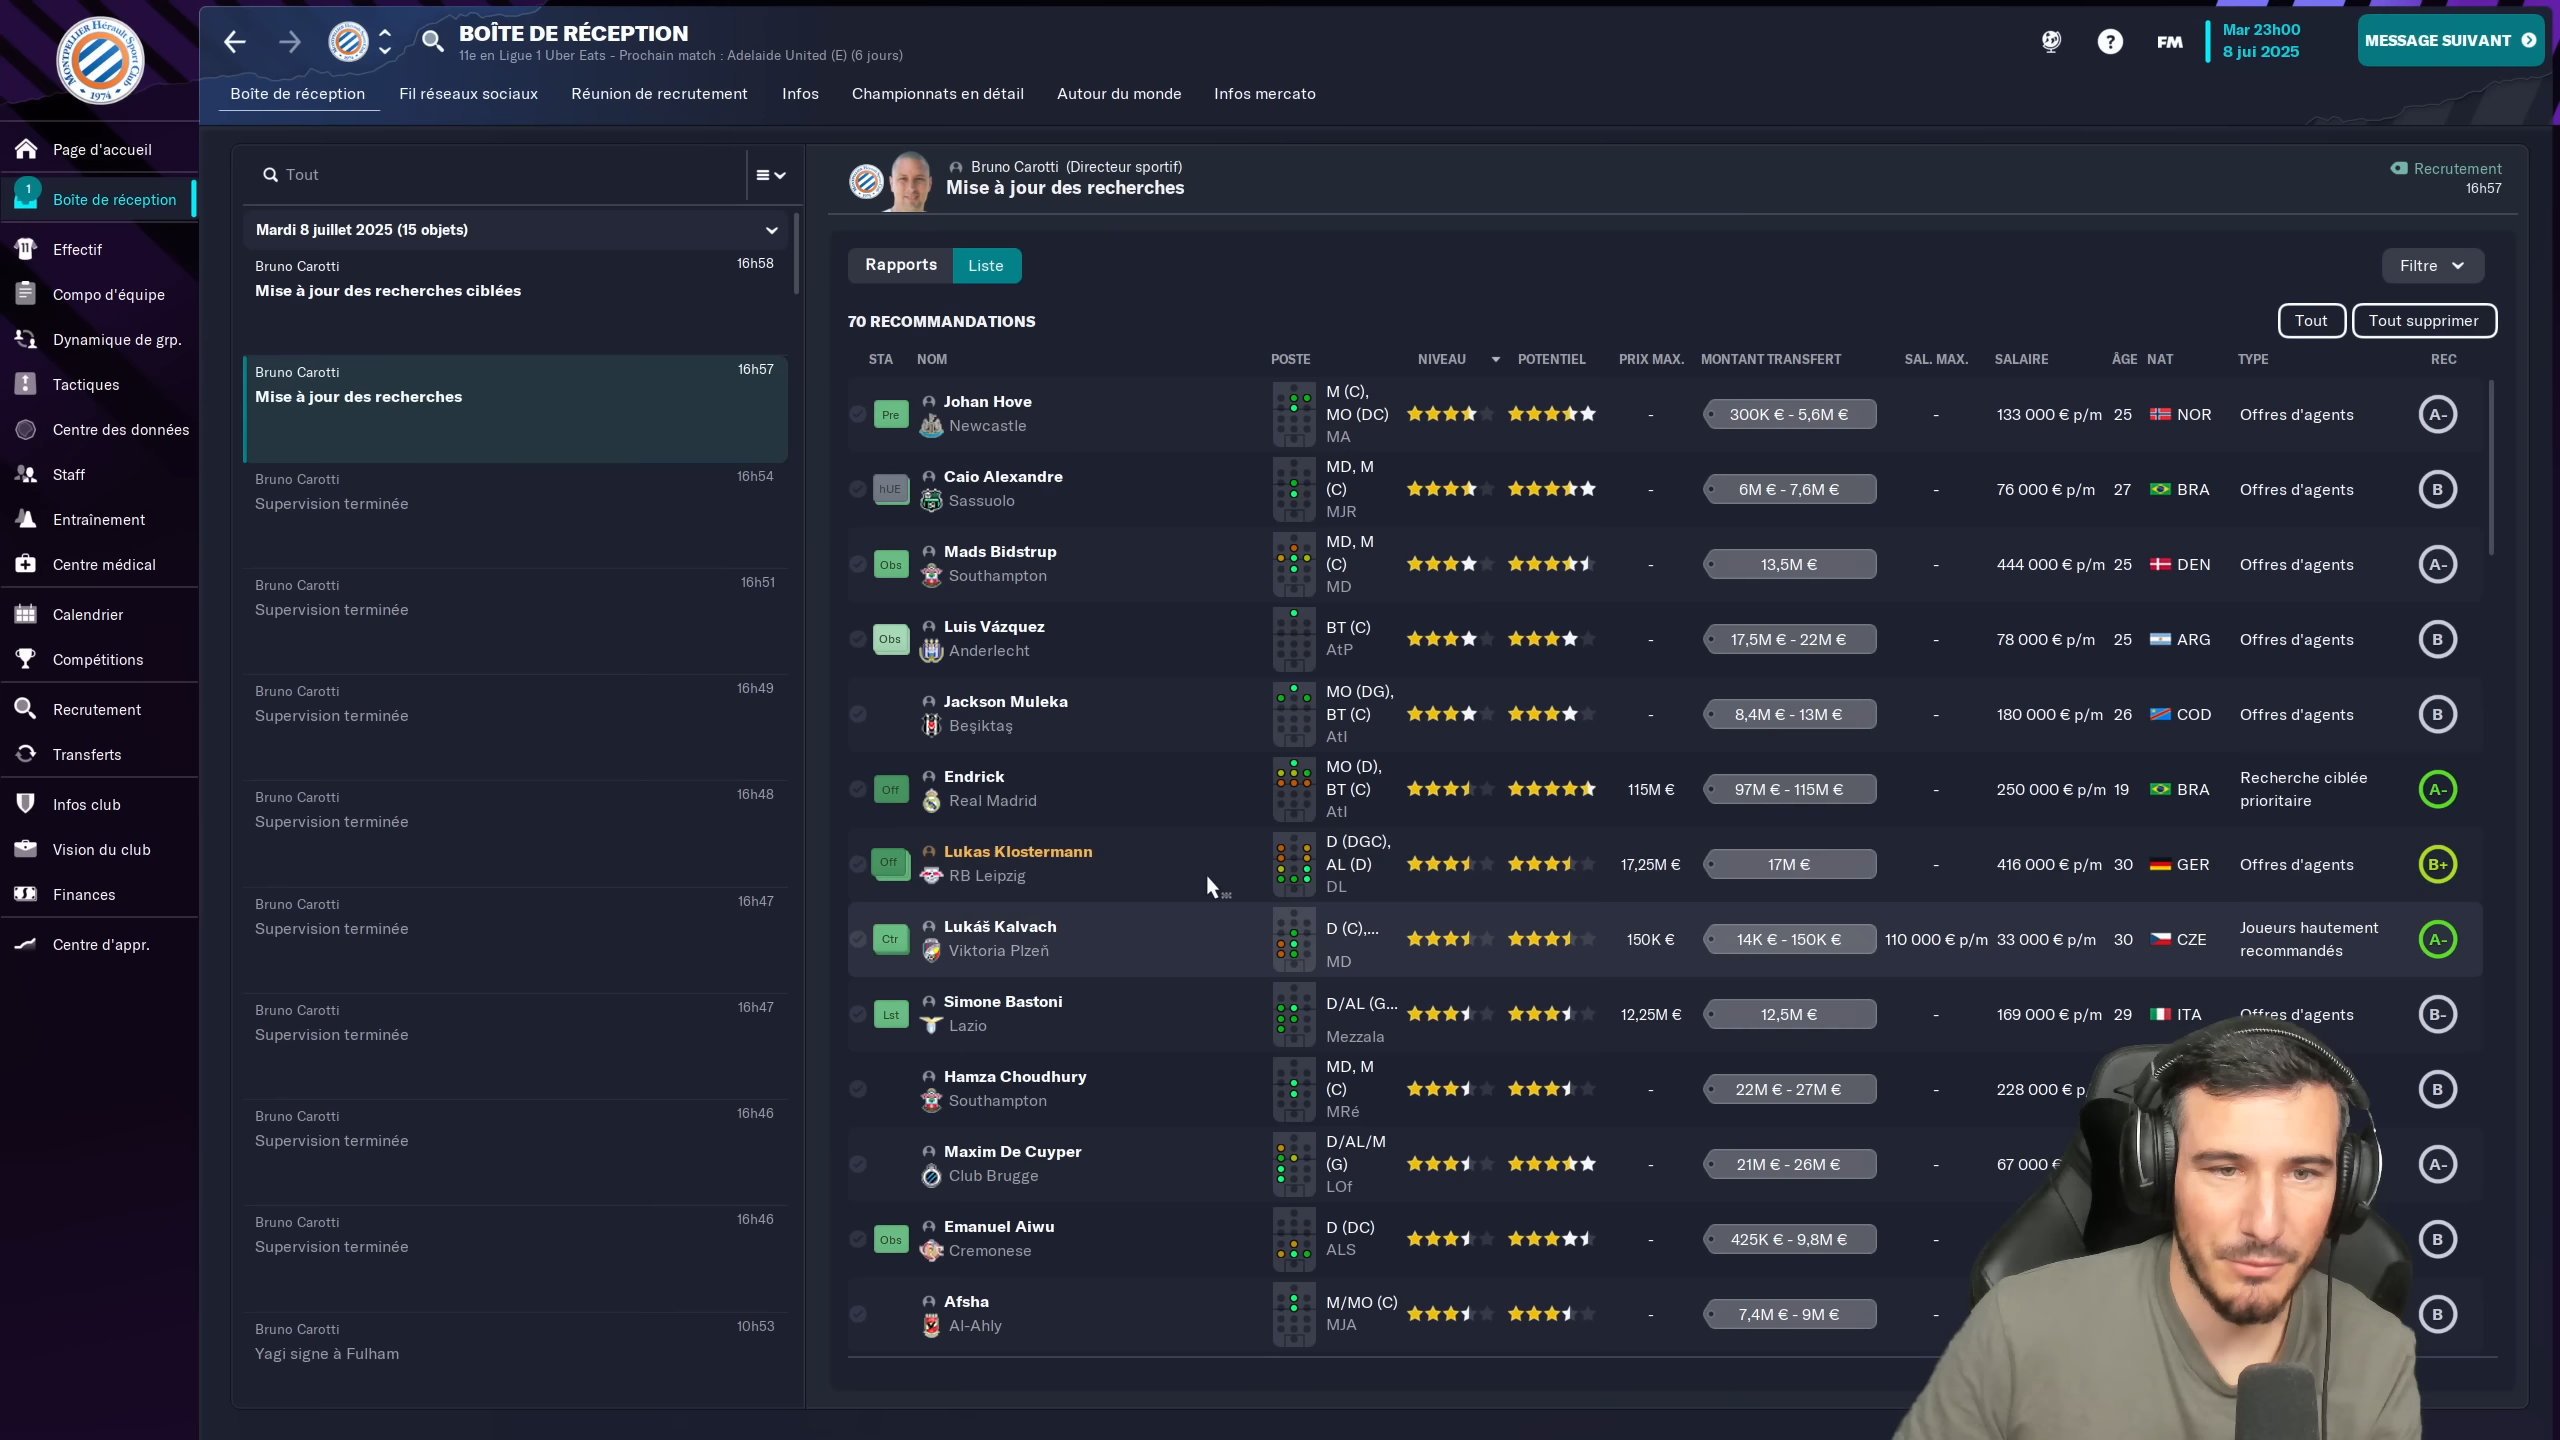 BOÎTE DE RÉCEPTION
11e en Ligue 1 Uber Eats - Prochain match : Adelaide United (E) (6 jours)
FM
Mar 23h00
8 jui 2025
MESSAGE SUIVANT
Boîte de réception
Fil réseaux sociaux
Réunion de recrutement
Infos
Championnats en détail
Autour du monde
Infos mercato
MONTPELLIER Hérault Sport Club
1974
Page d'accueil
1
Boîte de réception
Effectif
Compo d'équipe
Dynamique de grp.
Tactiques
Centre des données
Staff
Entraînement
Centre médical
Calendrier
Compétitions
Recrutement
Transferts
Infos club
Vision du club
Finances
Centre d'appr.
Tout
Mardi 8 juillet 2025 (15 objets)
Bruno Carotti 16h58
Mise à jour des recherches ciblées
Bruno Carotti 16h57
Mise à jour des recherches
Bruno Carotti 16h54
Supervision terminée
Bruno Carotti 16h51
Supervision terminée
Bruno Carotti 16h49
Supervision terminée
Bruno Carotti 16h48
Supervision terminée
Bruno Carotti 16h47
Supervision terminée
Bruno Carotti 16h47
Supervision terminée
Bruno Carotti 16h46
Supervision terminée
Bruno Carotti 16h46
Supervision terminée
Bruno Carotti 10h53
Yagi signe à Fulham
Bruno Carotti (Directeur sportif)
Mise à jour des recherches
Recrutement
16h57
Rapports Liste
Filtre
70 RECOMMANDATIONS
Tout Tout supprimer
STA NOM POSTE NIVEAU POTENTIEL PRIX MAX. MONTANT TRANSFERT SAL. MAX. SALAIRE ÂGE NAT TYPE REC
Pre Johan Hove Newcastle M (C), MO (DC) MA - 300K € - 5,6M € - 133 000 € p/m 25 NOR Offres d'agents A-
hUE Caio Alexandre Sassuolo MD, M (C) MJR - 6M € - 7,6M € - 76 000 € p/m 27 BRA Offres d'agents B
Obs Mads Bidstrup Southampton MD, M (C) MD - 13,5M € - 444 000 € p/m 25 DEN Offres d'agents A-
Obs Luis Vázquez Anderlecht BT (C) AtP - 17,5M € - 22M € - 78 000 € p/m 25 ARG Offres d'agents B
Jackson Muleka Beşiktaş MO (DG), BT (C) AtI - 8,4M € - 13M € - 180 000 € p/m 26 COD Offres d'agents B
Off Endrick Real Madrid MO (D), BT (C) AtI 115M € 97M € - 115M € - 250 000 € p/m 19 BRA Recherche ciblée prioritaire A-
Off Lukas Klostermann RB Leipzig D (DGC), AL (D) DL 17,25M € 17M € - 416 000 € p/m 30 GER Offres d'agents B+
Ctr Lukáš Kalvach Viktoria Plzeň D (C),... MD 150K € 14K € - 150K € 110 000 € p/m 33 000 € p/m 30 CZE Joueurs hautement recommandés A-
Lst Simone Bastoni Lazio D/AL (G... Mezzala 12,25M € 12,5M € - 169 000 € p/m 29 ITA Offres d'agents B-
Hamza Choudhury Southampton MD, M (C) MRé - 22M € - 27M € - 228 000 € p B
Maxim De Cuyper Club Brugge D/AL/M (G) LOf - 21M € - 26M € - 67 000 € A-
Obs Emanuel Aiwu Cremonese D (DC) ALS - 425K € - 9,8M € - B
Afsha Al-Ahly M/MO (C) MJA - 7,4M € - 9M € - B